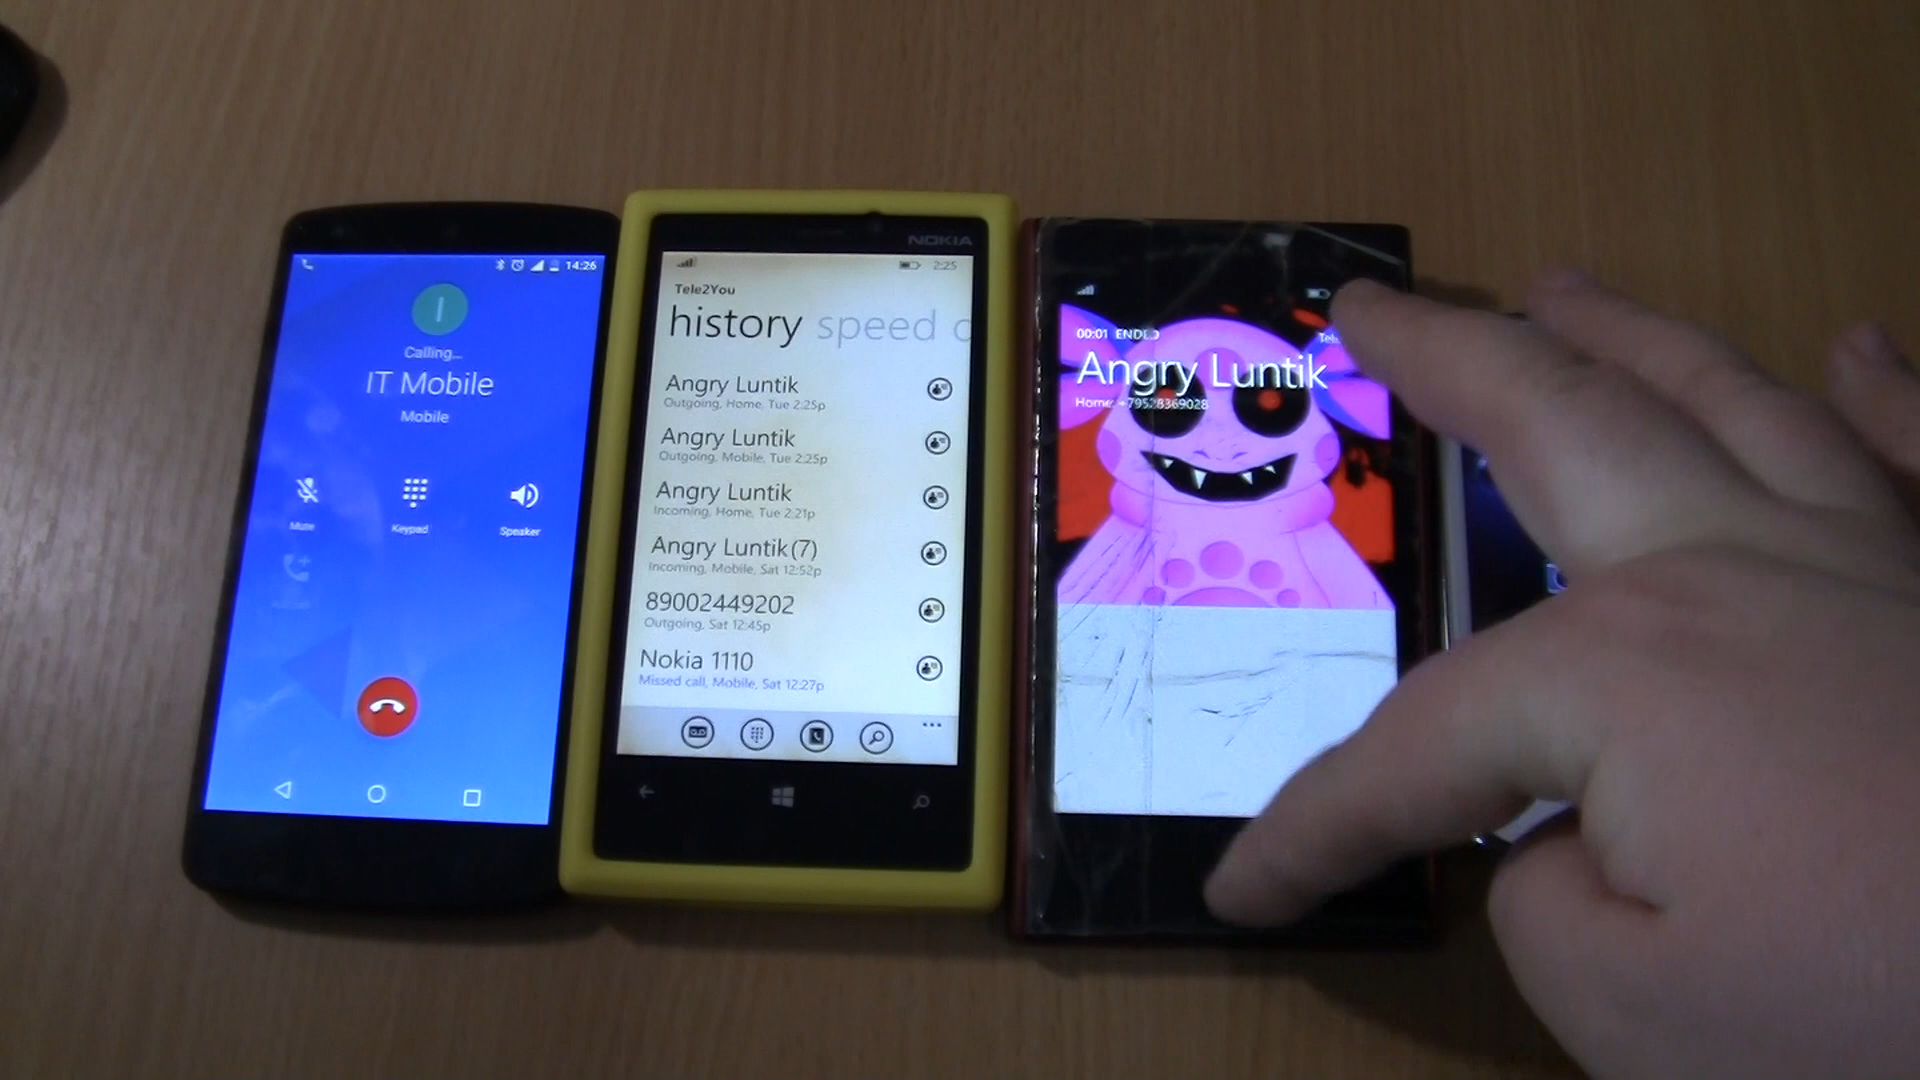 14:26
I
Calling...
IT Mobile
Mobile
Mute
Keypad
Speaker
NOKIA
2:25
Tele2You
history speed
Angry Luntik
Outgoing, Home, Tue 2:25p
Angry Luntik
Outgoing, Mobile, Tue 2:25p
Angry Luntik
Incoming, Home, Tue 2:21p
Angry Luntik (7)
Incoming, Mobile, Sat 12:52p
89002449202
Outgoing, Sat 12:45p
Nokia 1110
Missed call, Mobile, Sat 12:27p
00:01 ENDED
Angry Luntik
Home, +79528369028